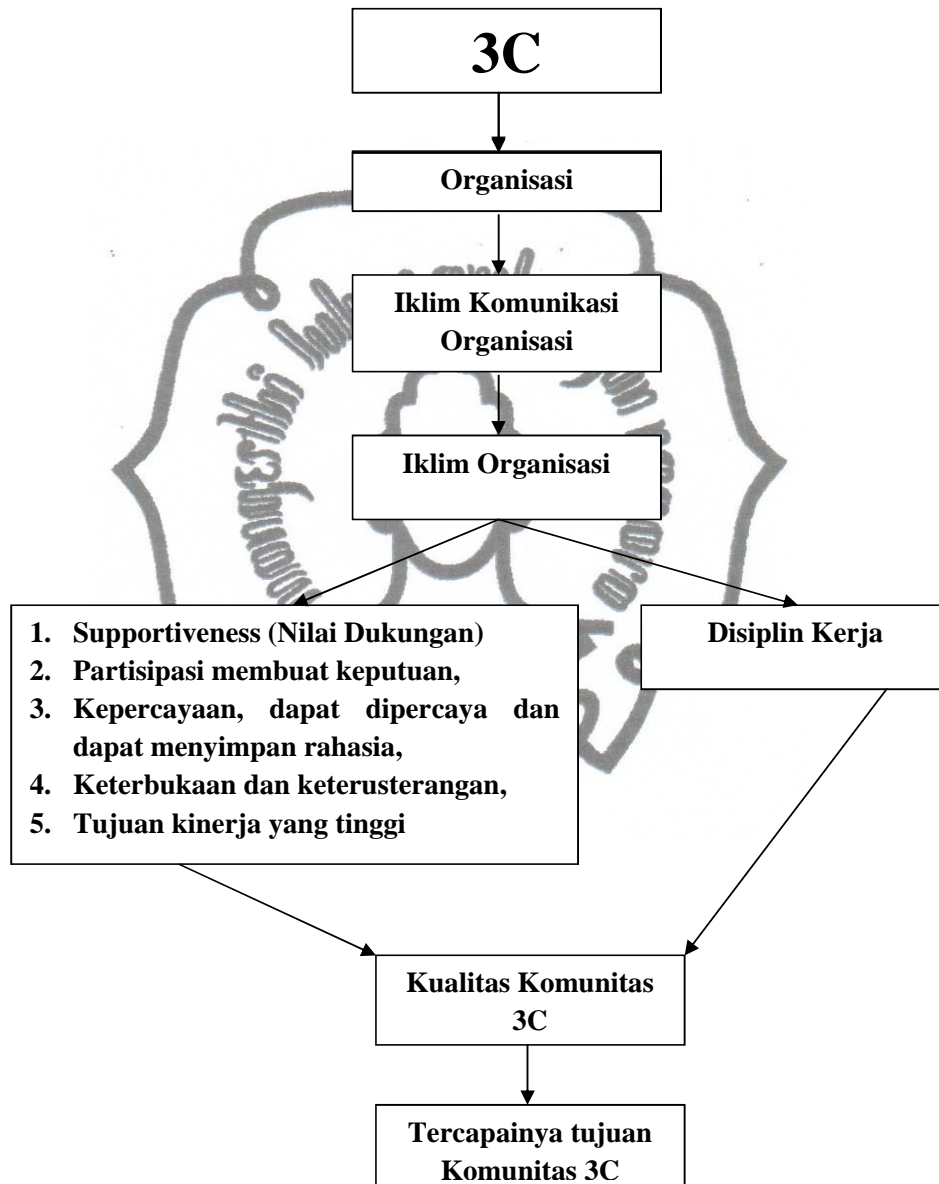 3C
Organisasi
Iklim Komunikasi
Organisasi
Iklim Organisasi
1. Supportiveness (Nilai Dukungan)
2. Partisipasi membuat keputuan,
3. Kepercayaan, dapat dipercaya dan
dapat menyimpan rahasia,
4. Keterbukaan dan keterusterangan,
5. Tujuan kinerja yang tinggi
Disiplin Kerja
Kualitas Komunitas
3C
Tercapainya tujuan
Komunitas 3C